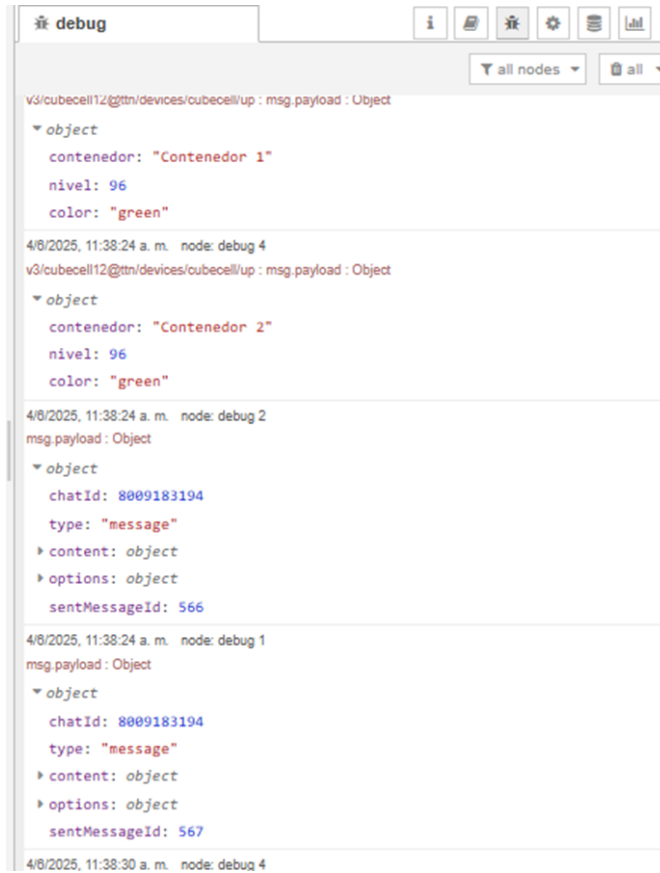 debug
i
all nodes
all
v3/cubecell12@ttn/devices/cubecell/up : msg.payload : Object
object
contenedor: "Contenedor 1"
nivel: 96
color: "green"
4/6/2025, 11:38:24 a. m. node: debug 4
v3/cubecell12@ttn/devices/cubecell/up : msg.payload : Object
object
contenedor: "Contenedor 2"
nivel: 96
color: "green"
4/6/2025, 11:38:24 a. m. node: debug 2
msg.payload : Object
object
chatId: 8009183194
type: "message"
content: object
options: object
sentMessageId: 566
4/6/2025, 11:38:24 a. m. node: debug 1
msg.payload : Object
object
chatId: 8009183194
type: "message"
content: object
options: object
sentMessageId: 567
4/6/2025, 11:38:30 a. m. node: debug 4